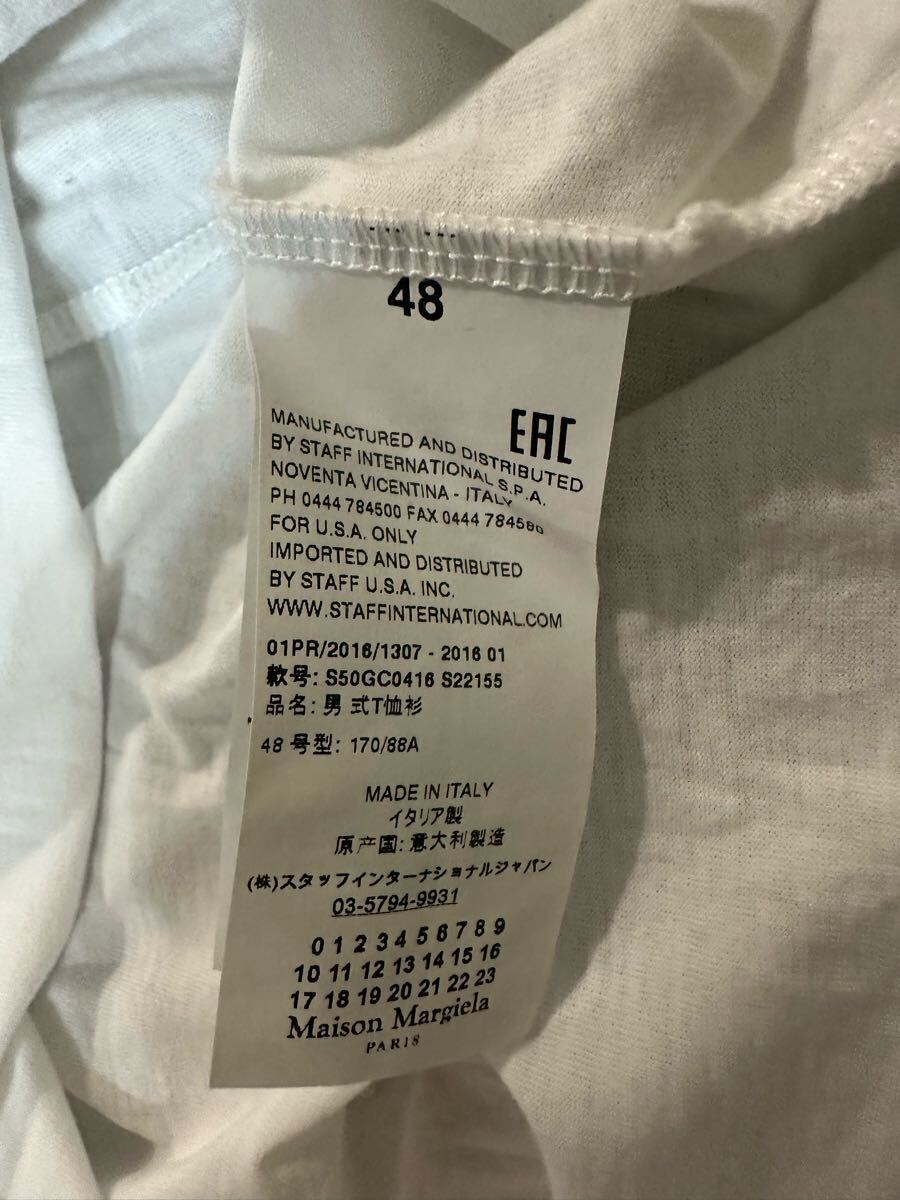 48
EAC
MANUFACTURED AND DISTRIBUTED
BY STAFF INTERNATIONAL S.P.A.
NOVENTA VICENTINA - ITALY
PH 0444 784500 FAX 0444 784580
FOR U.S.A. ONLY
IMPORTED AND DISTRIBUTED
BY STAFF U.S.A. INC.
WWW.STAFFINTERNATIONAL.COM
01PR/2016/1307 - 2016 01
款号: S50GC0416 S22155
品名: 男式T恤衫
48 号型: 170/88A
MADE IN ITALY
イタリア製
原产国: 意大利製造
(株)スタッフインターナショナルジャパン
03-5794-9931
0 1 2 3 4 5 6 7 8 9
10 11 12 13 14 15 16
17 18 19 20 21 22 23
Maison Margiela
PARIS